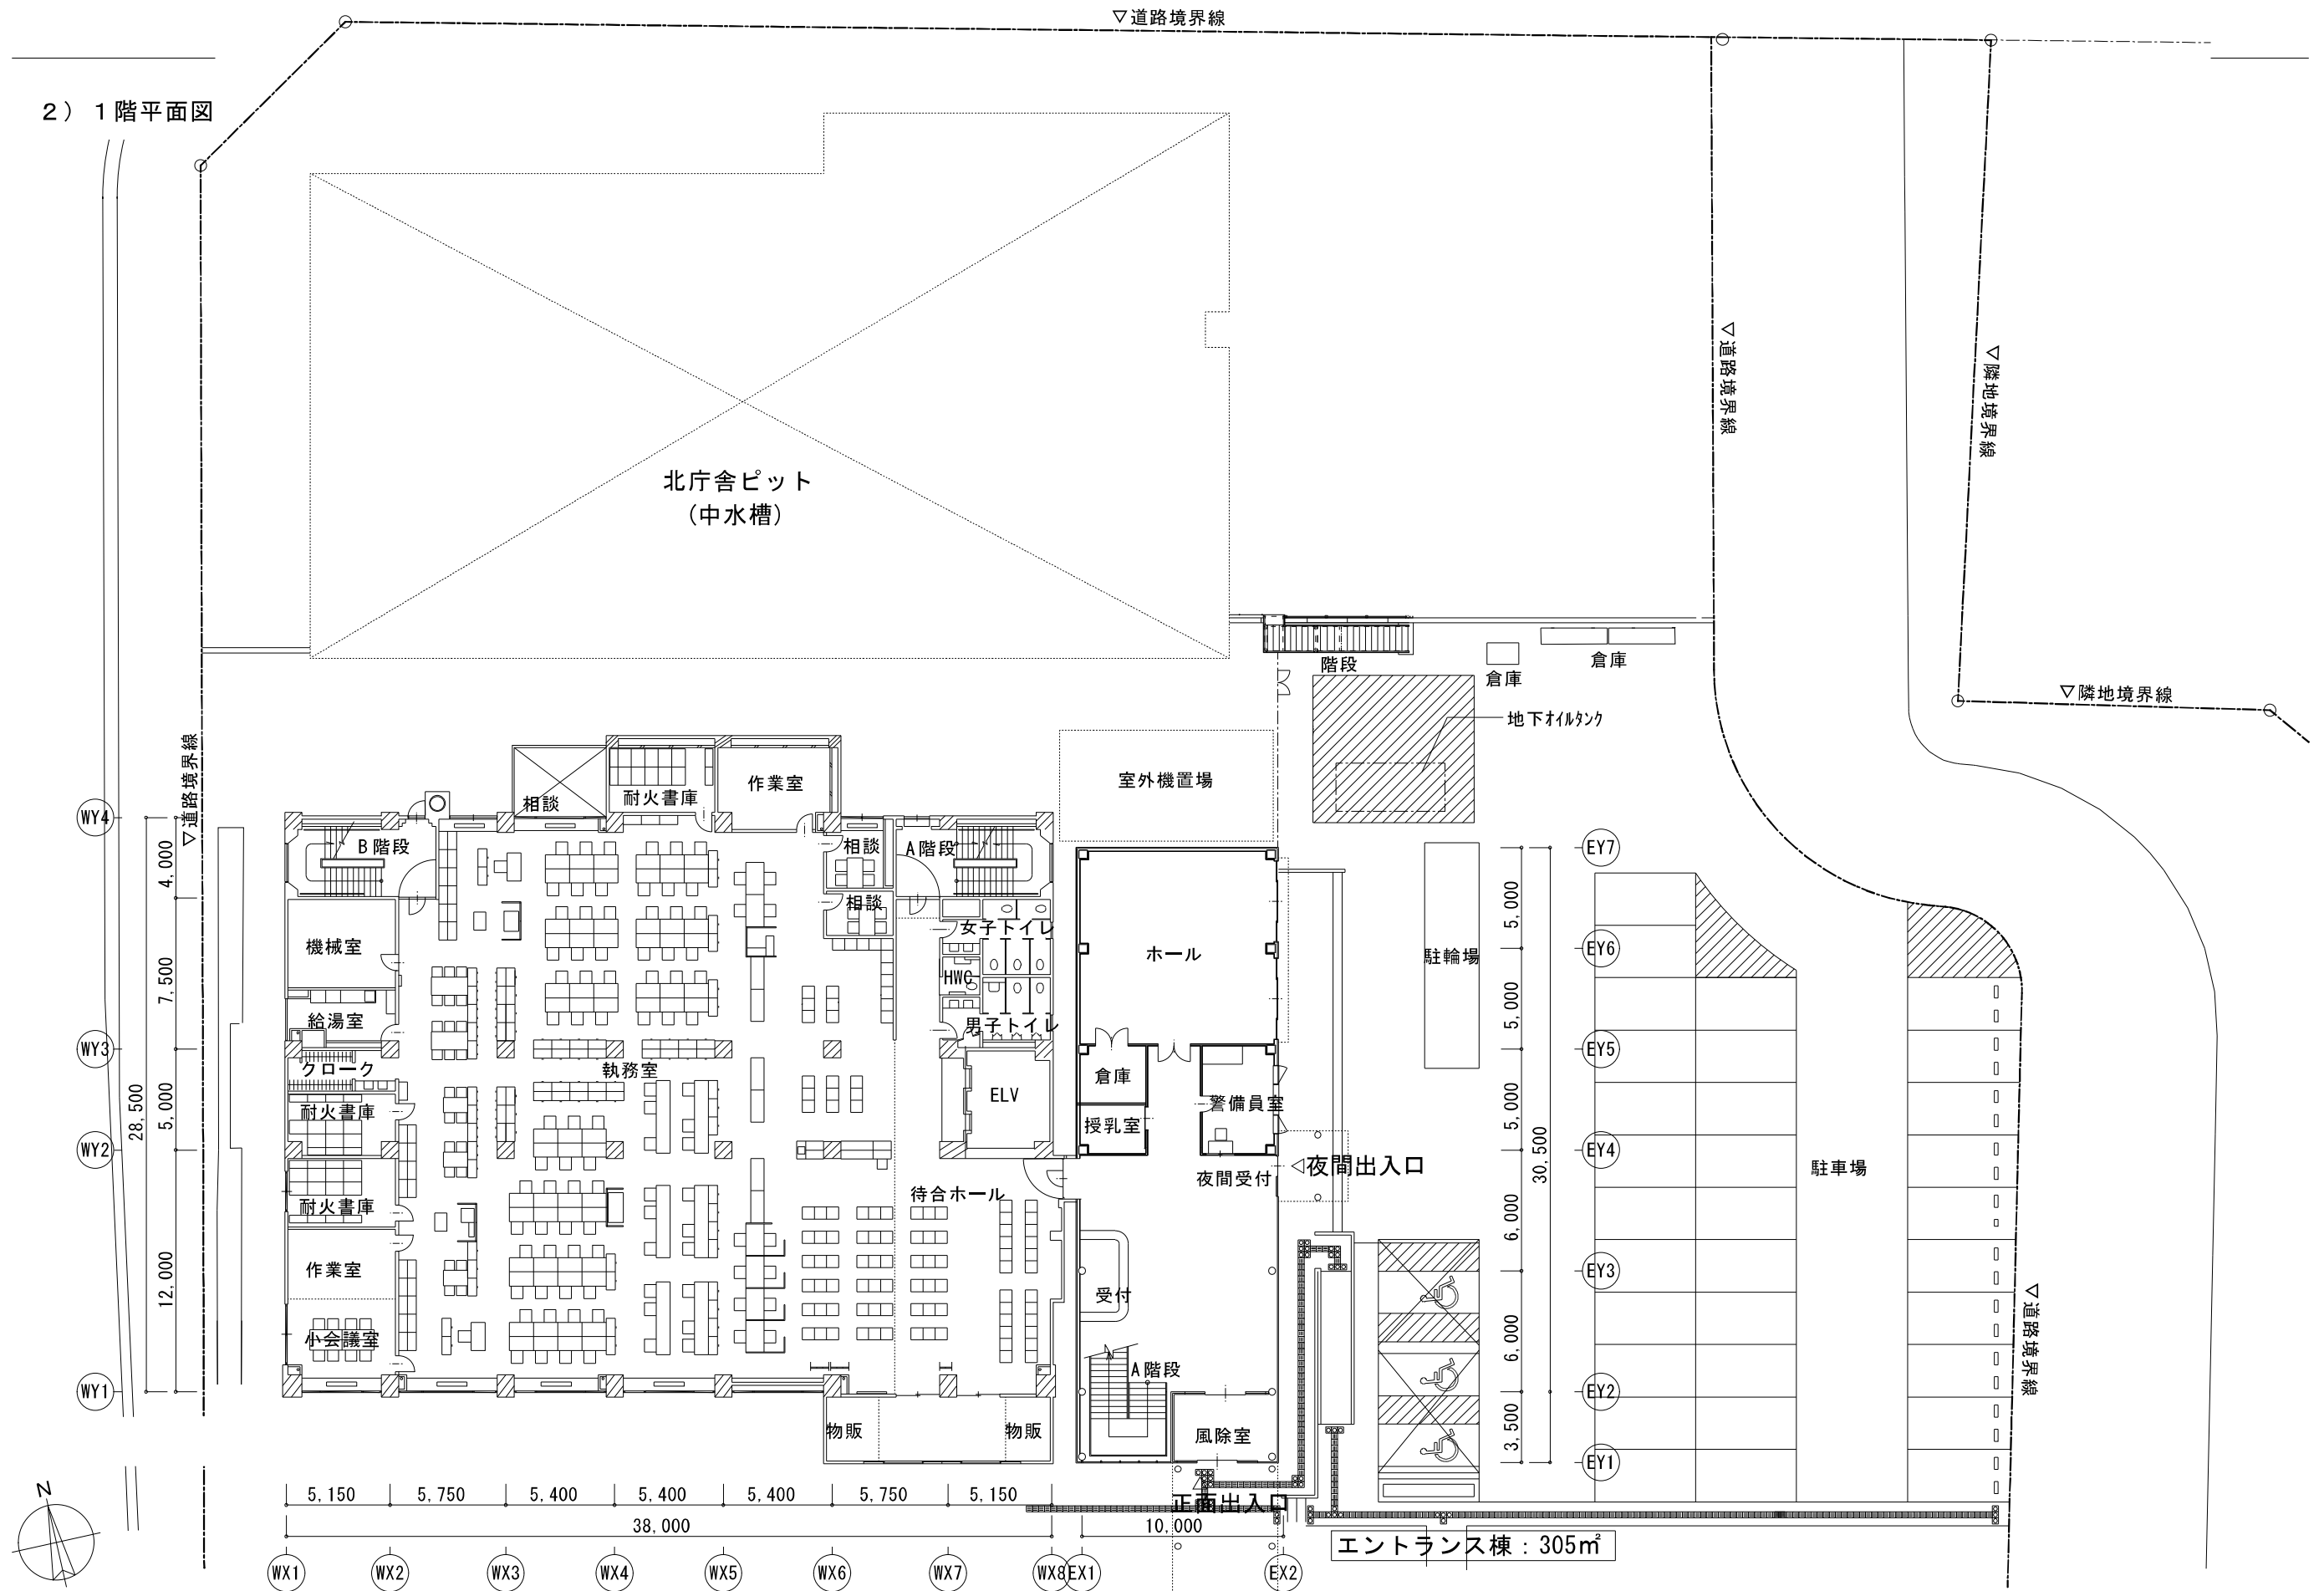 ▽道路境界線
2) 1階平面図
▽道路境界線
▽隣地境界線
北庁舎ピット
(中水槽)
階段
倉庫
倉庫
▽隣地境界線
地下オイルタンク
▽道路境界線
室外機置場
作業室
耐火書庫
相談
WY4
4,000
B階段
相談
A階段
EY7
相談
5,000
女子トイレ
機械室
ホール
駐輪場
EY6
HWC
7,500
5,000
給湯室
男子トイレ
WY3
EY5
クローク
執務室
倉庫
ELV
28,500
5,000
耐火書庫
警備員室
5,000
授乳室
30,500
WY2
EY4
夜間受付
◁夜間出入口
駐車場
待合ホール
耐火書庫
6,000
作業室
12,000
EY3
受付
▽道路境界線
小会議室
6,000
A階段
WY1
EY2
物販
物販
風除室
3,500
EY1
N
5,150
5,750
5,400
5,400
5,400
5,750
5,150
△
正面出入口
38,000
10,000
エントランス棟:305㎡
WX1
WX2
WX3
WX4
WX5
WX6
WX7
WX8
EX1
EX2